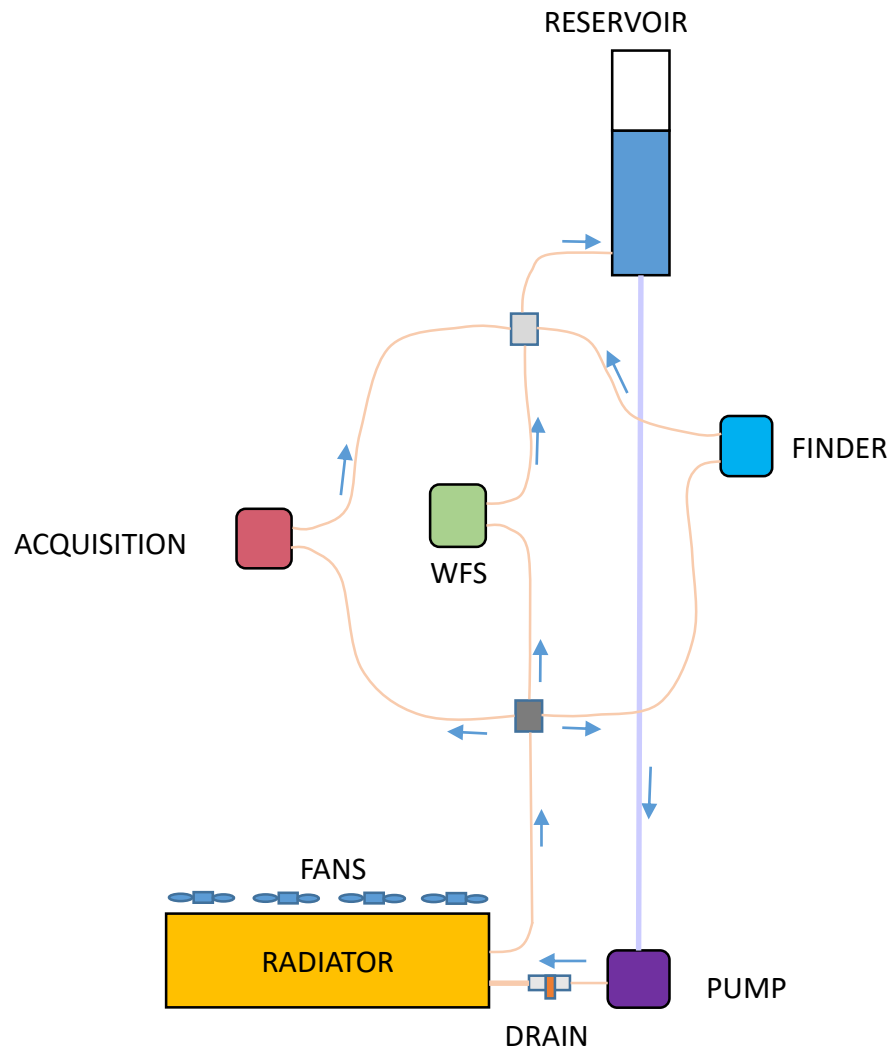 RESERVOIR
FINDER
ACQUISITION
WFS
FANS
RADIATOR
PUMP
DRAIN